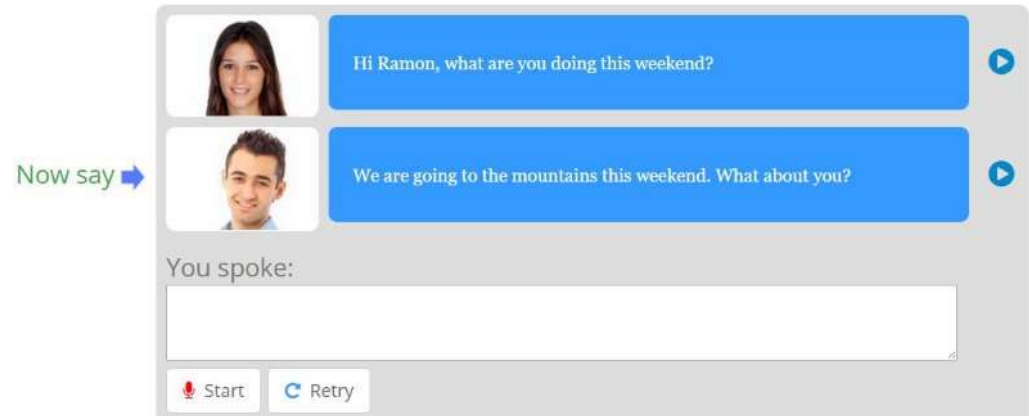 Hi Ramon, what are you doing this weekend?
Now say
We are going to the mountains this weekend. What about you?
You spoke:
Start
Retry